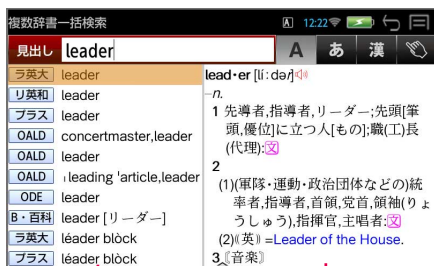 複数辞書一括検索 A 12:22
見出し leader A あ 漢
ラ英大 leader
リ英和 leader
プラス leader
OALD concertmaster,leader
OALD leader
OALD ˌleading ˈarticle,leader
ODE leader
B・百科 leader [リーダー]
ラ英大 léader blòck
プラス léader blòck
lead・er [líːdər]
―n.
1 先導者,指導者,リーダー;先頭[筆
頭,優位]に立つ人[もの];職(工)長
(代理):文
2
(1)(軍隊・運動・政治団体などの)統
率者,指導者,首領,党首,領袖(りょ
うしゅう),指揮官,主唱者:文
(2)《英》=Leader of the House.
3〘音楽〙